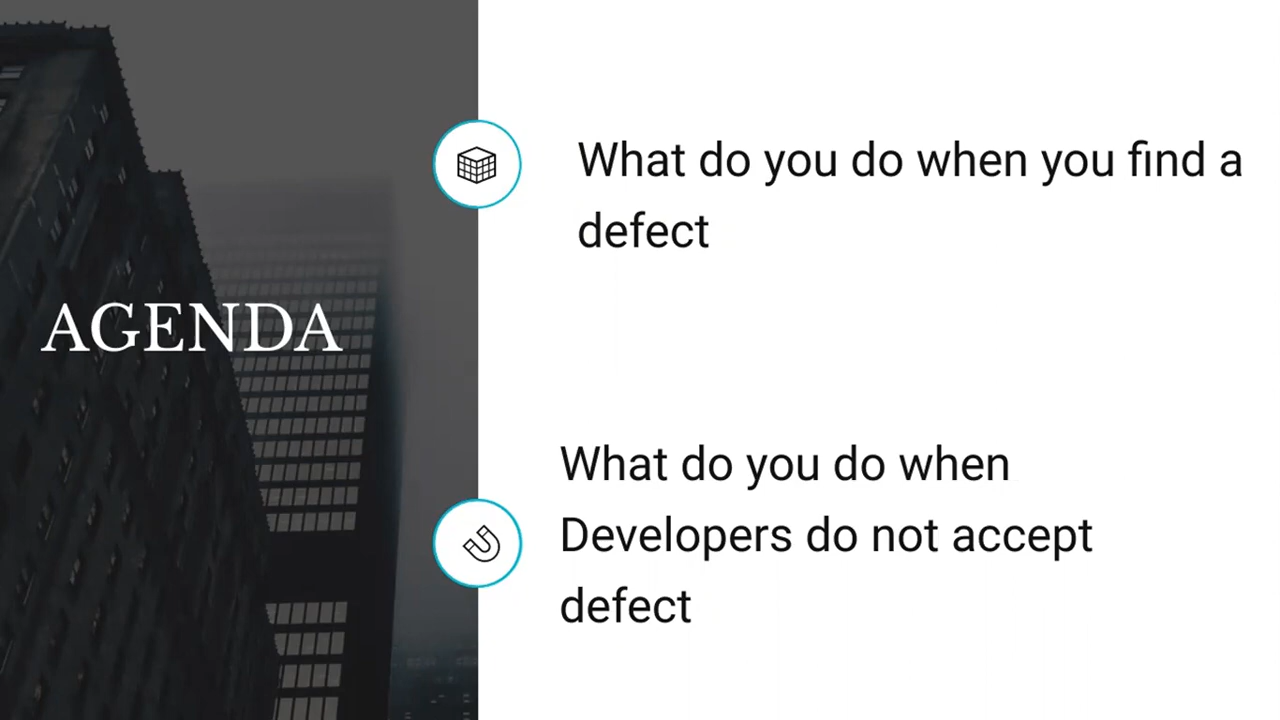 AGENDA
What do you do when you find a
defect
What do you do when
Developers do not accept
defect